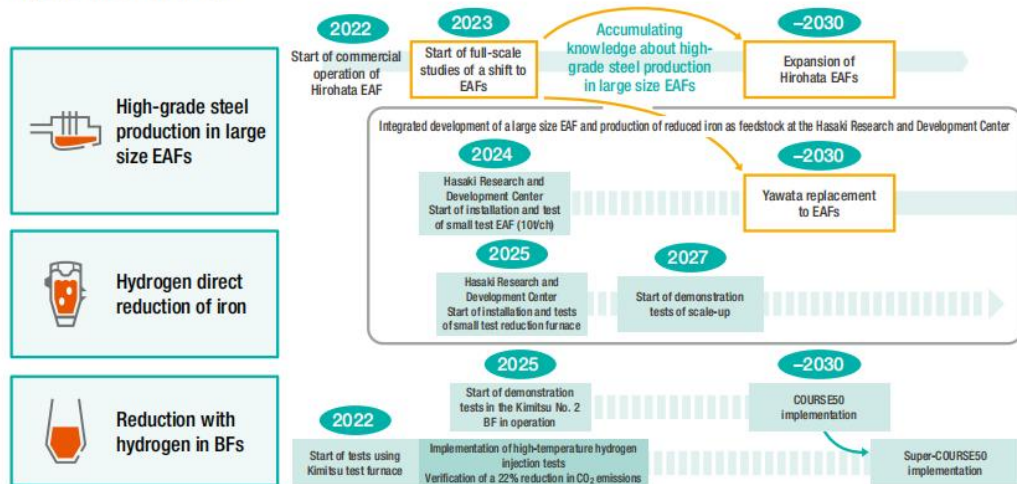 High-grade steel
production in large
size EAFs
2022
Start of commercial
operation of
Hirohata EAF
2023
Start of full-scale
studies of a shift to
EAFs
Accumulating
knowledge about high-
grade steel production
in large size EAFs
–2030
Expansion of
Hirohata EAFs
Integrated development of a large size EAF and production of reduced iron as feedstock at the Hasaki Research and Development Center
2024
Hasaki Research and
Development Center
Start of installation and test
of small test EAF (10t/ch)
–2030
Yawata replacement
to EAFs
Hydrogen direct
reduction of iron
2025
Hasaki Research and
Development Center
Start of installation and tests
of small test reduction furnace
2027
Start of demonstration
tests of scale-up
Reduction with
hydrogen in BFs
2025
Start of demonstration
tests in the Kimitsu No. 2
BF in operation
–2030
COURSE50
implementation
2022
Start of tests using
Kimitsu test furnace
Implementation of high-temperature hydrogen
injection tests
Verification of a 22% reduction in CO₂ emissions
Super-COURSE50
implementation